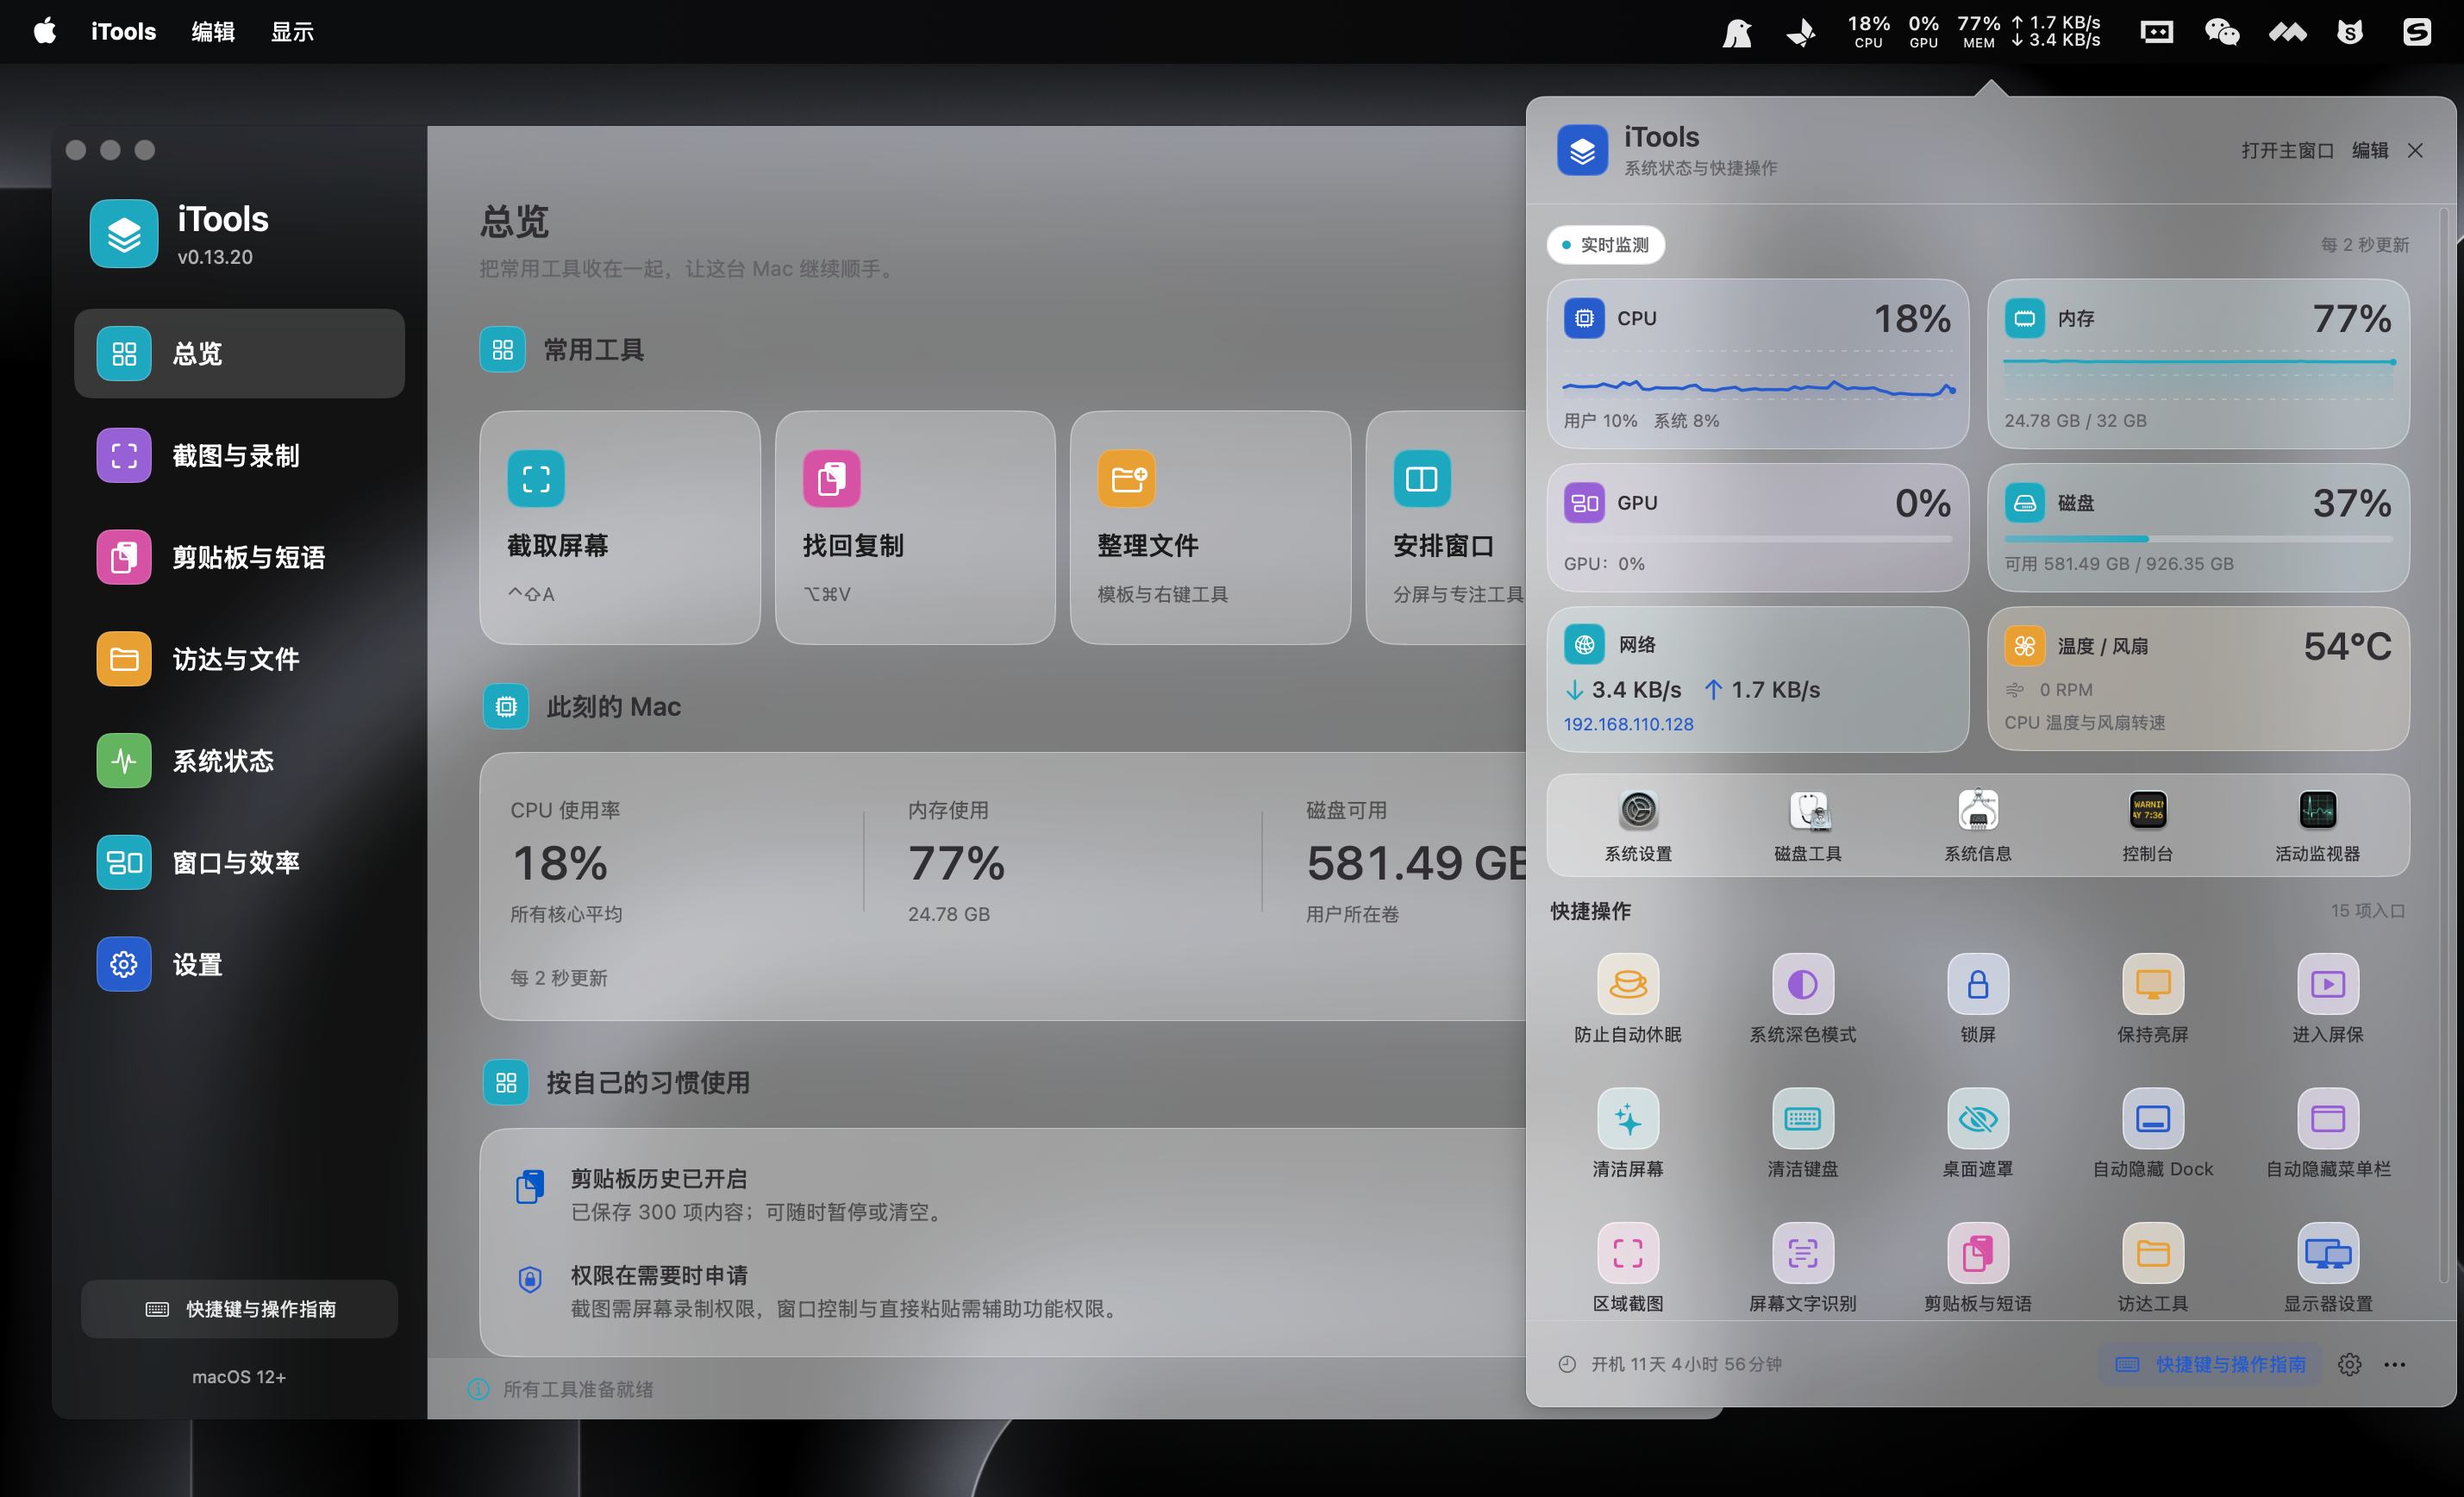 iTools 编辑 显示
18% CPU 0% GPU 77% MEM ↑ 1.7 KB/s ↓ 3.4 KB/s
iTools
v0.13.20
总览
截图与录制
剪贴板与短语
访达与文件
系统状态
窗口与效率
设置
快捷键与操作指南
macOS 12+
总览
把常用工具收在一起，让这台 Mac 继续顺手。
常用工具
截取屏幕
^⇧A
找回复制
⌥⌘V
整理文件
模板与右键工具
安排窗口
分屏与专注工具
此刻的 Mac
CPU 使用率
18%
所有核心平均
内存使用
77%
24.78 GB
磁盘可用
581.49 GB
用户所在卷
每 2 秒更新
按自己的习惯使用
剪贴板历史已开启
已保存 300 项内容；可随时暂停或清空。
权限在需要时申请
截图需屏幕录制权限，窗口控制与直接粘贴需辅助功能权限。
所有工具准备就绪
iTools
系统状态与快捷操作
打开主窗口 编辑
实时监测
每 2 秒更新
CPU 18%
用户 10% 系统 8%
内存 77%
24.78 GB / 32 GB
GPU 0%
GPU：0%
磁盘 37%
可用 581.49 GB / 926.35 GB
网络
↓ 3.4 KB/s ↑ 1.7 KB/s
192.168.110.128
温度 / 风扇 54°C
0 RPM
CPU 温度与风扇转速
WARNIN
AY 7:36
系统设置 磁盘工具 系统信息 控制台 活动监视器
快捷操作 15 项入口
防止自动休眠 系统深色模式 锁屏 保持亮屏 进入屏保
清洁屏幕 清洁键盘 桌面遮罩 自动隐藏 Dock 自动隐藏菜单栏
区域截图 屏幕文字识别 剪贴板与短语 访达工具 显示器设置
开机 11天 4小时 56分钟
快捷键与操作指南